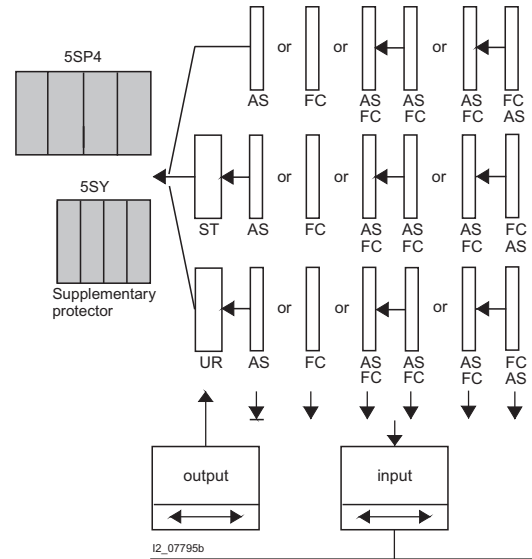 5SP4
or or or
AS FC AS AS AS FC
FC FC FC AS
5SY
or or or
ST AS FC AS AS AS FC
FC FC FC AS
Supplementary
protector
or or or
UR AS FC AS AS AS FC
FC FC FC AS
output input
I2_07795b